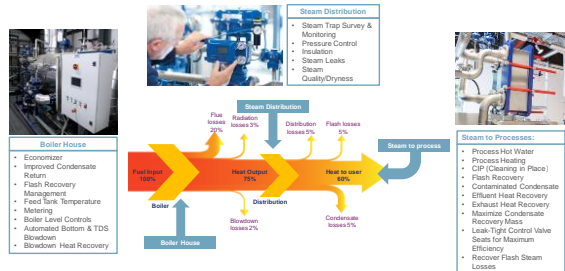 Steam Distribution
• Steam Trap Survey &
Monitoring
• Pressure Control
• Insulation
• Steam Leaks
• Steam
Quality/Dryness
Boiler House
• Economizer
• Improved Condensate
Return
• Flash Recovery
Management
• Feed Tank Temperature
• Metering
• Boiler Level Controls
• Automated Bottom & TDS
Blowdown
• Blowdown Heat Recovery
Flue
losses
20%
Radiation
losses 3%
Steam Distribution
Distribution
losses 5%
Flash losses
5%
Steam to process
Fuel Input
100%
Heat Output
75%
Heat to user
60%
Boiler
Distribution
Blowdown
losses 2%
Condensate
losses 5%
Boiler House
Steam to Processes:
• Process Hot Water
• Process Heating
• CIP (Cleaning in Place)
• Flash Recovery
• Contaminated Condensate
• Effluent Heat Recovery
• Exhaust Heat Recovery
• Maximize Condensate
Recovery Mass
• Leak-Tight Control Valve
Seats for Maximum
Efficiency
• Recover Flash Steam
Losses